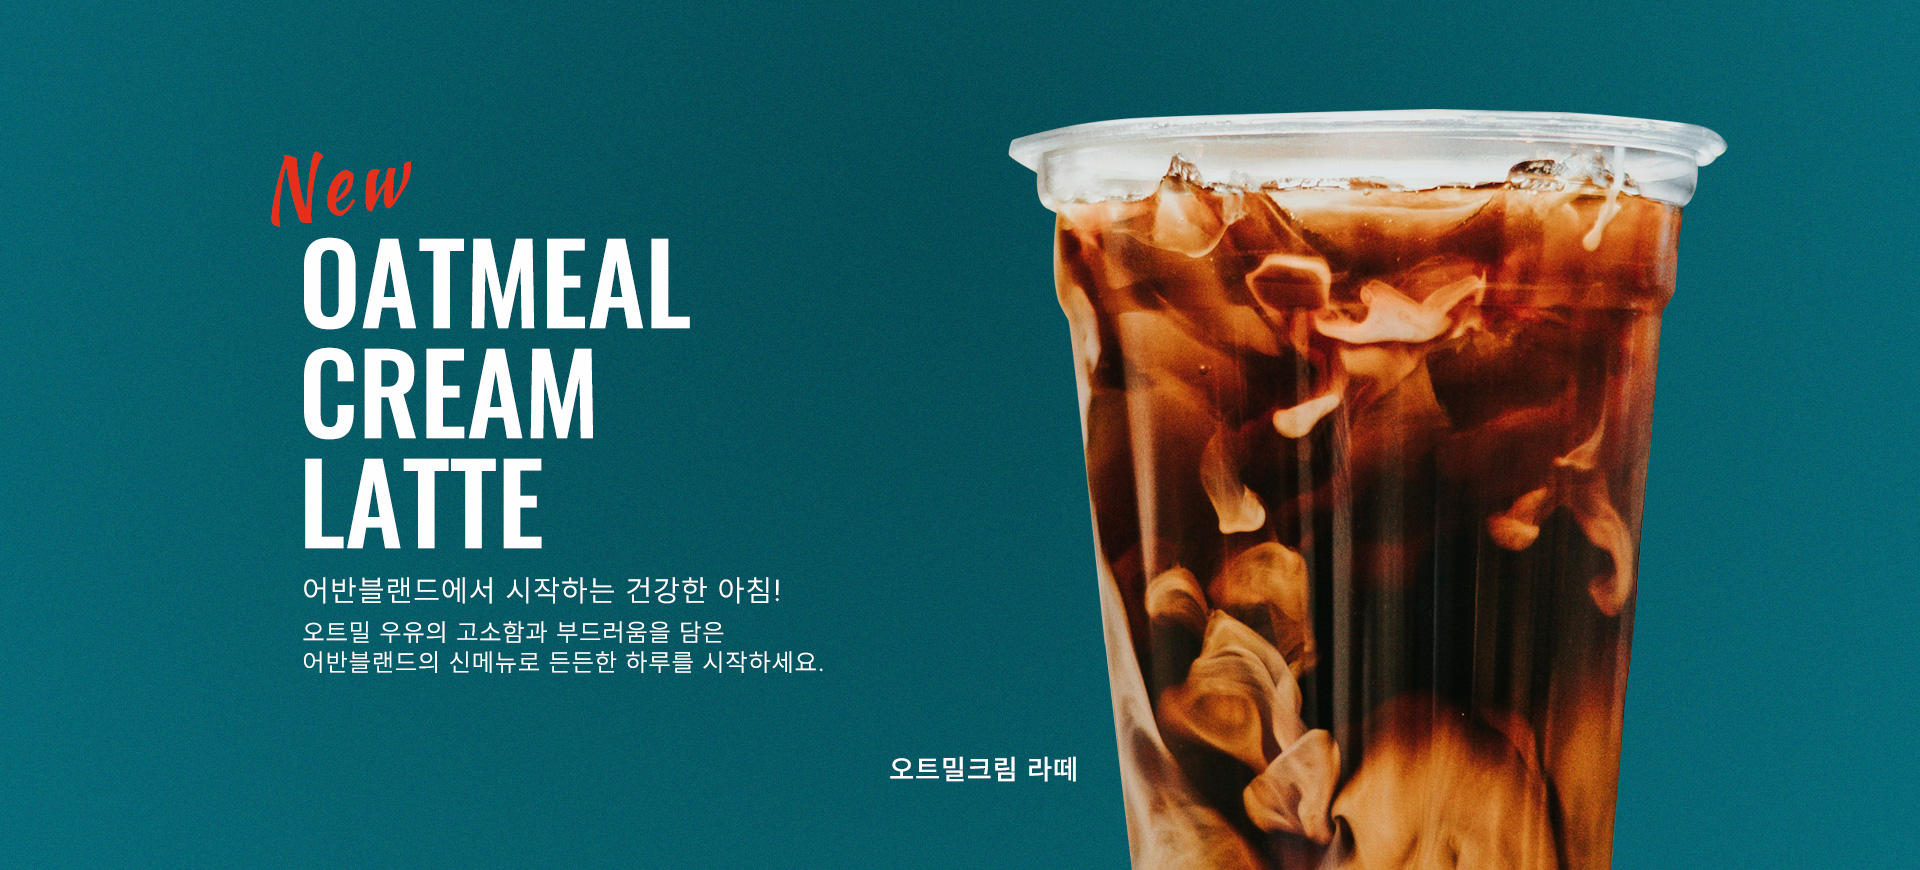 New
OATMEAL
CREAM
LATTE
어반블랜드에서 시작하는 건강한 아침!
오트밀 우유의 고소함과 부드러움을 담은
어반블랜드의 신메뉴로 든든한 하루를 시작하세요.
오트밀크림 라떼